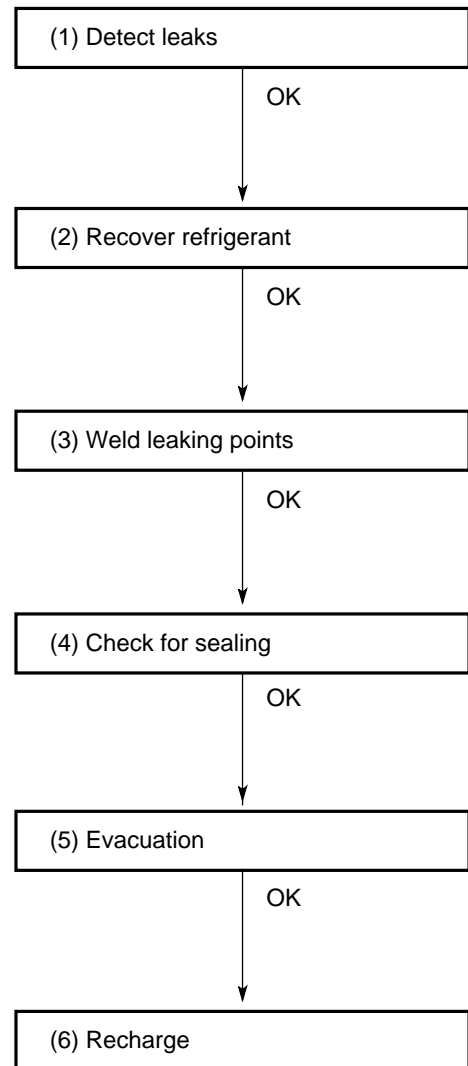 (1) Detect leaks
OK
(2) Recover refrigerant
OK
(3) Weld leaking points
OK
(4) Check for sealing
OK
(5) Evacuation
OK
(6) Recharge